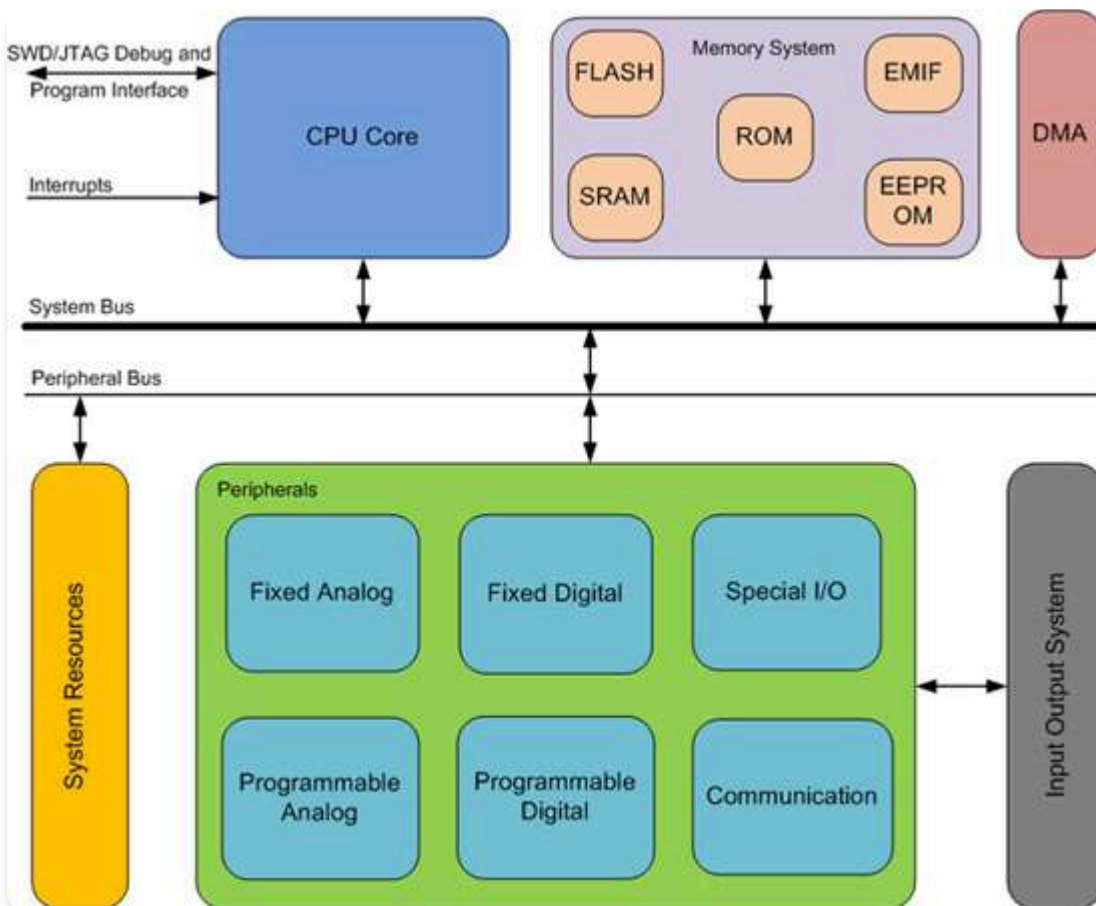 SWD/JTAG Debug and
Program Interface
Interrupts
CPU Core
Memory System
FLASH
EMIF
ROM
SRAM
EEPR
OM
DMA
System Bus
Peripheral Bus
System Resources
Peripherals
Fixed Analog
Fixed Digital
Special I/O
Programmable
Analog
Programmable
Digital
Communication
Input Output System